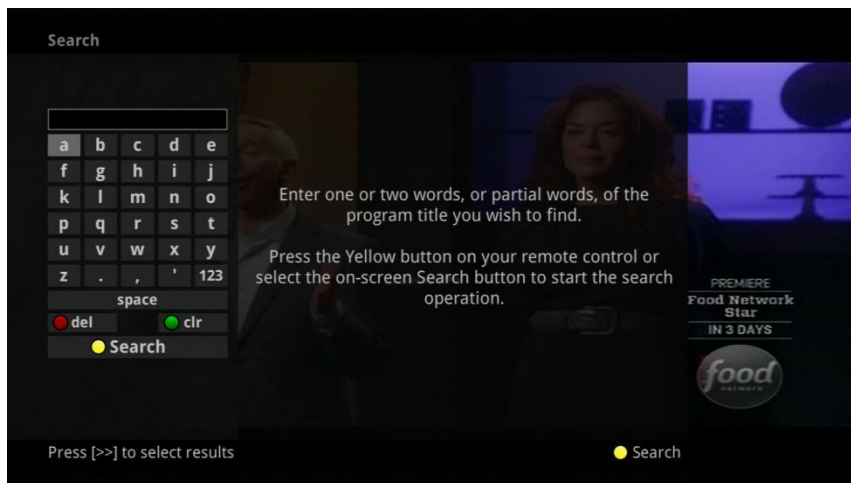 Search
a b c d e
f g h i j
k l m n o
p q r s t
u v w x y
z . , ' 123
space
del clr
Search
Enter one or two words, or partial words, of the
program title you wish to find.
Press the Yellow button on your remote control or
select the on-screen Search button to start the search
operation.
PREMIERE
Food Network
Star
IN 3 DAYS
food
network
Press [>>] to select results
Search